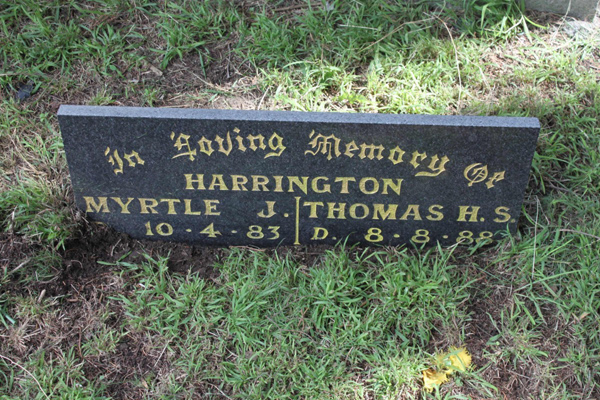 In Loving Memory Of
HARRINGTON
MYRTLE J. THOMAS H. S.
10 - 4 - 83 D. 8 - 8 - 88